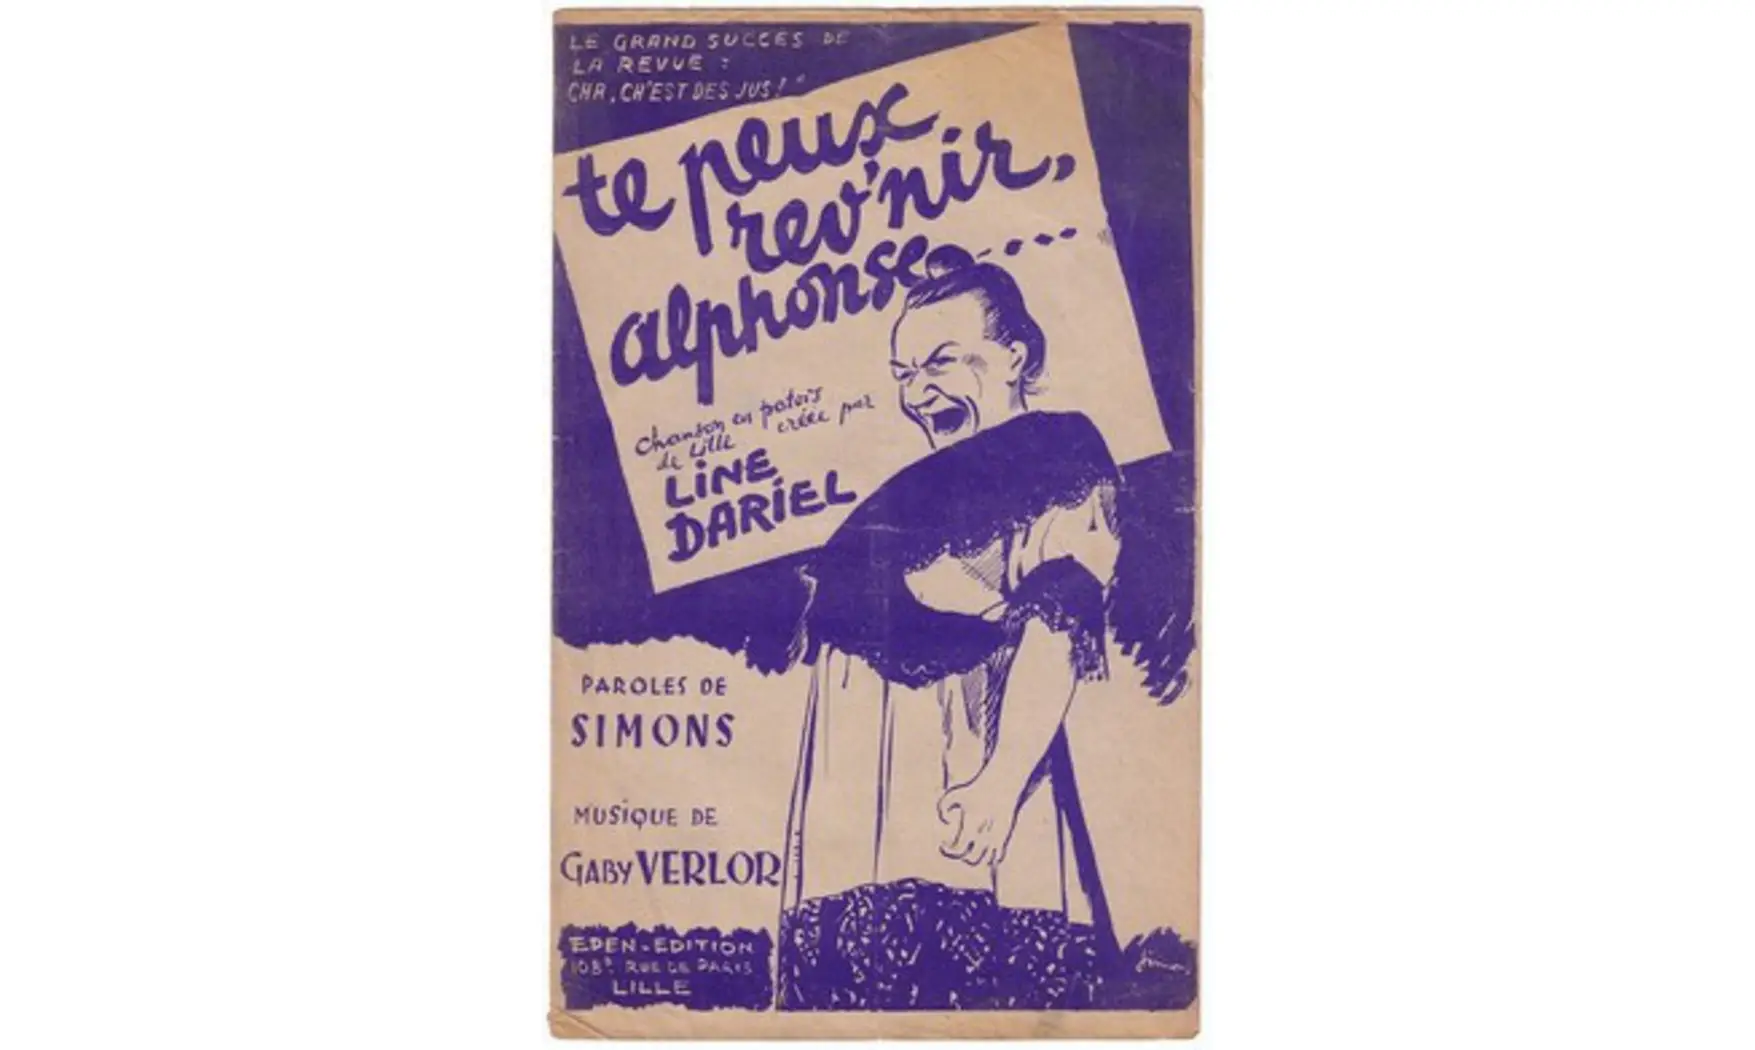 LE GRAND SUCCES DE
LA REVUE :
CHA, CH'EST DES JUS ! "
te peux
rev'nir,
alphonse.....
Chanson en patois
de Lille créée par
LiNE
DARiEL
PAROLES DE
SIMONS
MUSiQUE DE
GABY VERLOR
EDEN-EDITION
108ᵇ. RUE DE PARIS
LILLE